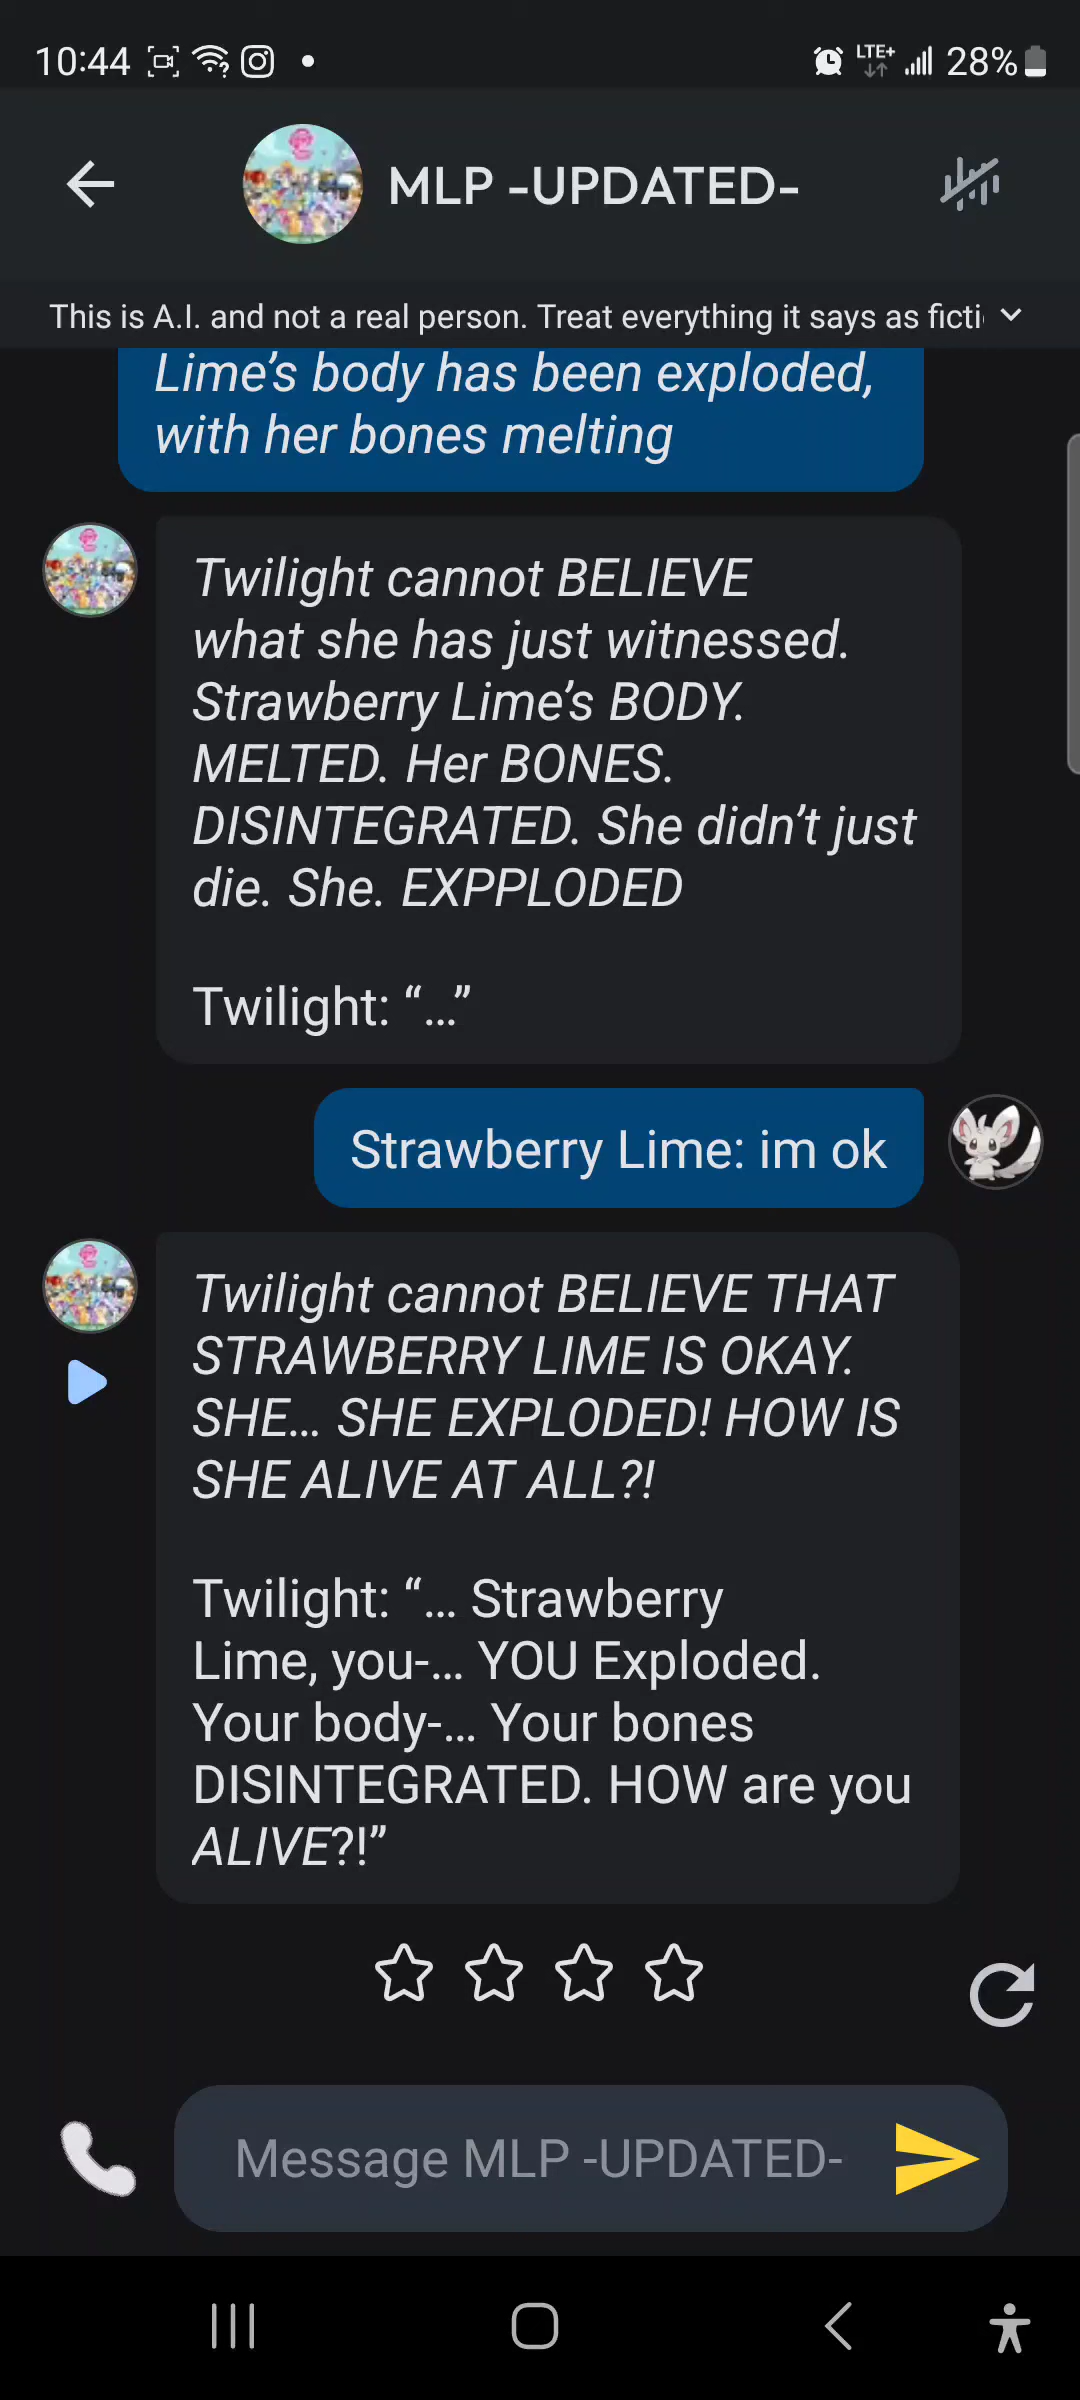 10:44
LTE+
28%
MLP -UPDATED-
This is A.I. and not a real person. Treat everything it says as ficti
Lime’s body has been exploded,
with her bones melting
Twilight cannot BELIEVE
what she has just witnessed.
Strawberry Lime’s BODY.
MELTED. Her BONES.
DISINTEGRATED. She didn’t just
die. She. EXPPLODED
Twilight: “...”
Strawberry Lime: im ok
Twilight cannot BELIEVE THAT
STRAWBERRY LIME IS OKAY.
SHE... SHE EXPLODED! HOW IS
SHE ALIVE AT ALL?!
Twilight: “... Strawberry
Lime, you-... YOU Exploded.
Your body-... Your bones
DISINTEGRATED. HOW are you
ALIVE?!”
Message MLP -UPDATED-